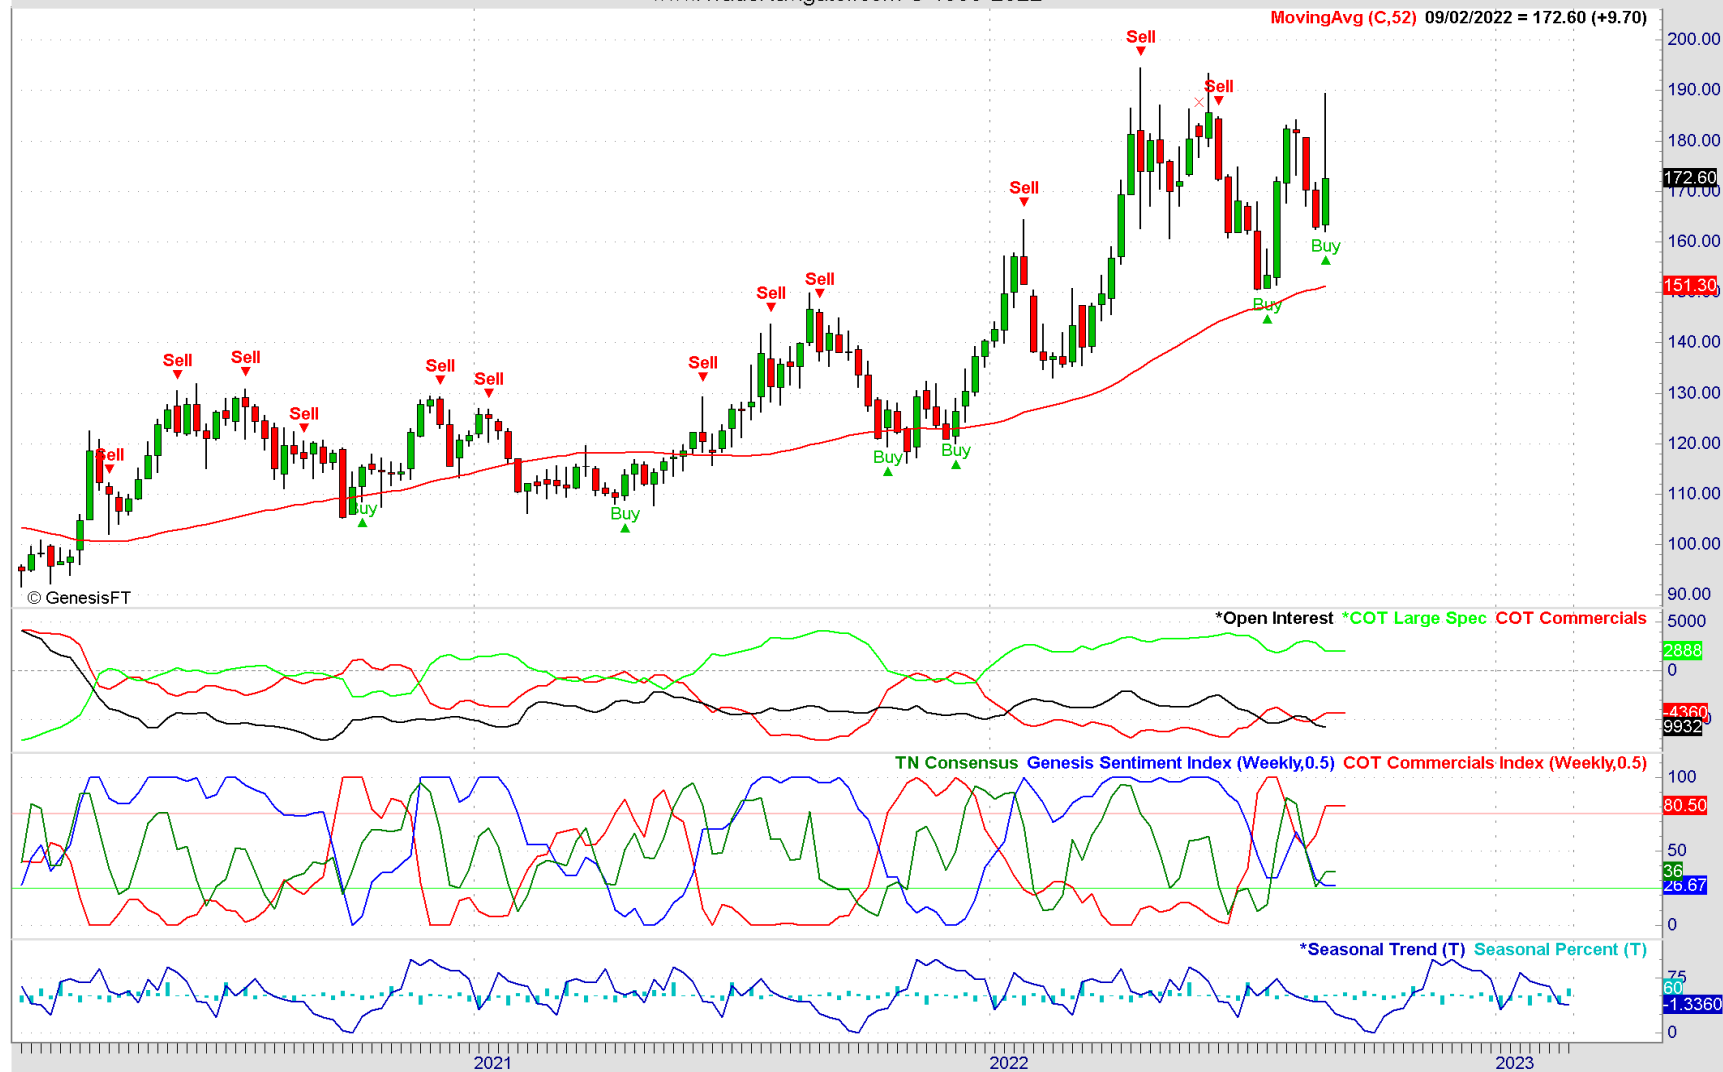 MovingAvg (C,52) 09/02/2022 = 172.60 (+9.70)
200.00
190.00
180.00
172.60
170.00
160.00
151.30
140.00
130.00
120.00
110.00
100.00
90.00
Sell
Sell
Sell
Sell
Sell
Sell
Sell
Sell
Sell
Sell
Sell
Sell
Buy
Buy
Buy
Buy
Buy
Buy
© GenesisFT
*Open Interest *COT Large Spec COT Commercials
5000
2888
0
-4360
9932
TN Consensus Genesis Sentiment Index (Weekly,0.5) COT Commercials Index (Weekly,0.5)
100
80.50
50
36
26.67
0
*Seasonal Trend (T) Seasonal Percent (T)
75
60
-1.3360
0
2021
2022
2023